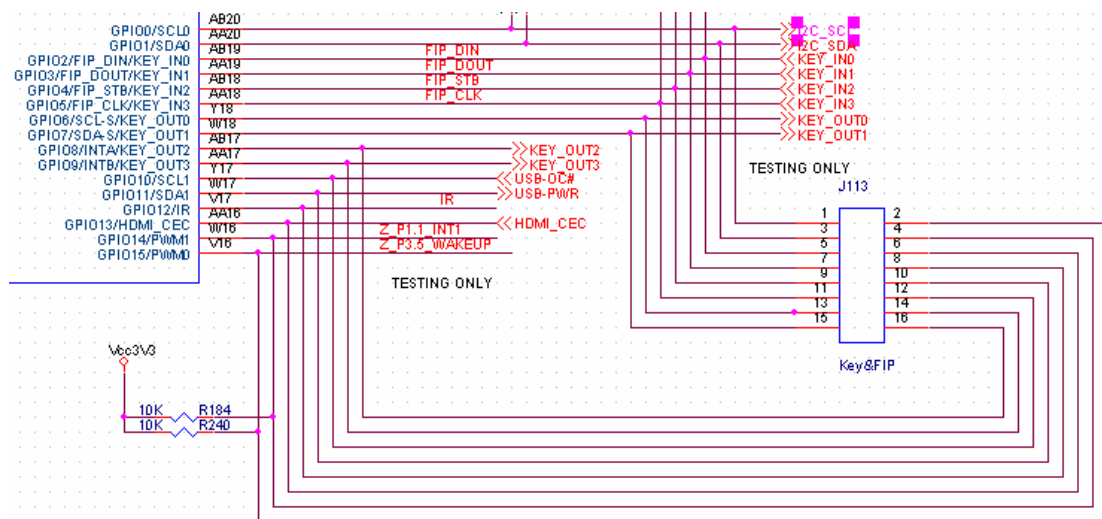 GPIO0/SCL0 AB20 I2C_SCL
GPIO1/SDA0 AA20 I2C_SDA
GPIO2/FIP_DIN/KEY_IN0 AB19 FIP_DIN KEY_IN0
GPIO3/FIP_DOUT/KEY_IN1 AA19 FIP_DOUT KEY_IN1
GPIO4/FIP_STB/KEY_IN2 AB18 FIP_STB KEY_IN2
GPIO5/FIP_CLK/KEY_IN3 AA18 FIP_CLK KEY_IN3
GPIO6/SCL-S/KEY_OUT0 Y18 KEY_OUT0
GPIO7/SDA-S/KEY_OUT1 W18 KEY_OUT1
GPIO8/INTA/KEY_OUT2 AB17 KEY_OUT2
GPIO9/INTB/KEY_OUT3 AA17 KEY_OUT3
GPIO10/SCL1 Y17 USB-OC#
GPIO11/SDA1 W17 USB-PWR
GPIO12/IR V17 IR
GPIO13/HDMI_CEC AA16 HDMI_CEC
GPIO14/PWM1 W16 Z_P1.1_INT1
GPIO15/PWM0 V16 Z_P3.5_WAKEUP
TESTING ONLY
TESTING ONLY
J113
1 2
3 4
5 6
7 8
9 10
11 12
13 14
15 16
Key&FIP
Vcc3V3
10K R184
10K R240